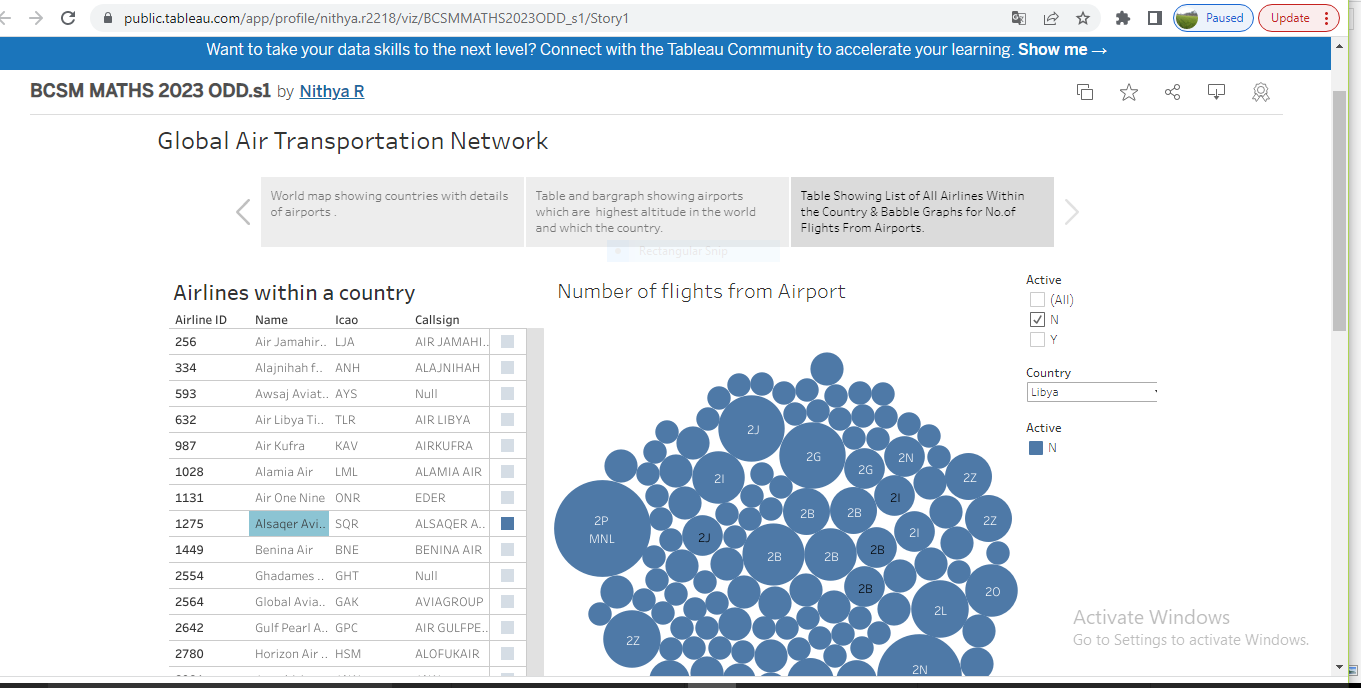 public.tableau.com/app/profile/nithya.r2218/viz/BCSMMATHS2023ODD_s1/Story1
Paused
Update
Want to take your data skills to the next level? Connect with the Tableau Community to accelerate your learning. Show me →
BCSM MATHS 2023 ODD.s1 by Nithya R
Global Air Transportation Network
World map showing countries with details
of airports .
Table and bargraph showing airports
which are highest altitude in the world
and which the country.
Table Showing List of All Airlines Within
the Country & Babble Graphs for No.of
Flights From Airports.
Rectangular Snip
Airlines within a country
Airline ID Name Icao Callsign
256 Air Jamahir.. LJA AIR JAMAHI..
334 Alajnihah f.. ANH ALAJNIHAH
593 Awsaj Aviat.. AYS Null
632 Air Libya Ti.. TLR AIR LIBYA
987 Air Kufra KAV AIRKUFRA
1028 Alamia Air LML ALAMIA AIR
1131 Air One Nine ONR EDER
1275 Alsaqer Avi.. SQR ALSAQER A..
1449 Benina Air BNE BENINA AIR
2554 Ghadames .. GHT Null
2564 Global Avia.. GAK AVIAGROUP
2642 Gulf Pearl A.. GPC AIR GULFPE..
2780 Horizon Air .. HSM ALOFUKAIR
Number of flights from Airport
2J
2G
2N
2G
2I
2Z
2I
2B
2B
2Z
2P
MNL
2I
2J
2B
2B
2B
2B
2O
2L
2Z
2N
Active
(All)
N
Y
Country
Libya
Active
N
Activate Windows
Go to Settings to activate Windows.